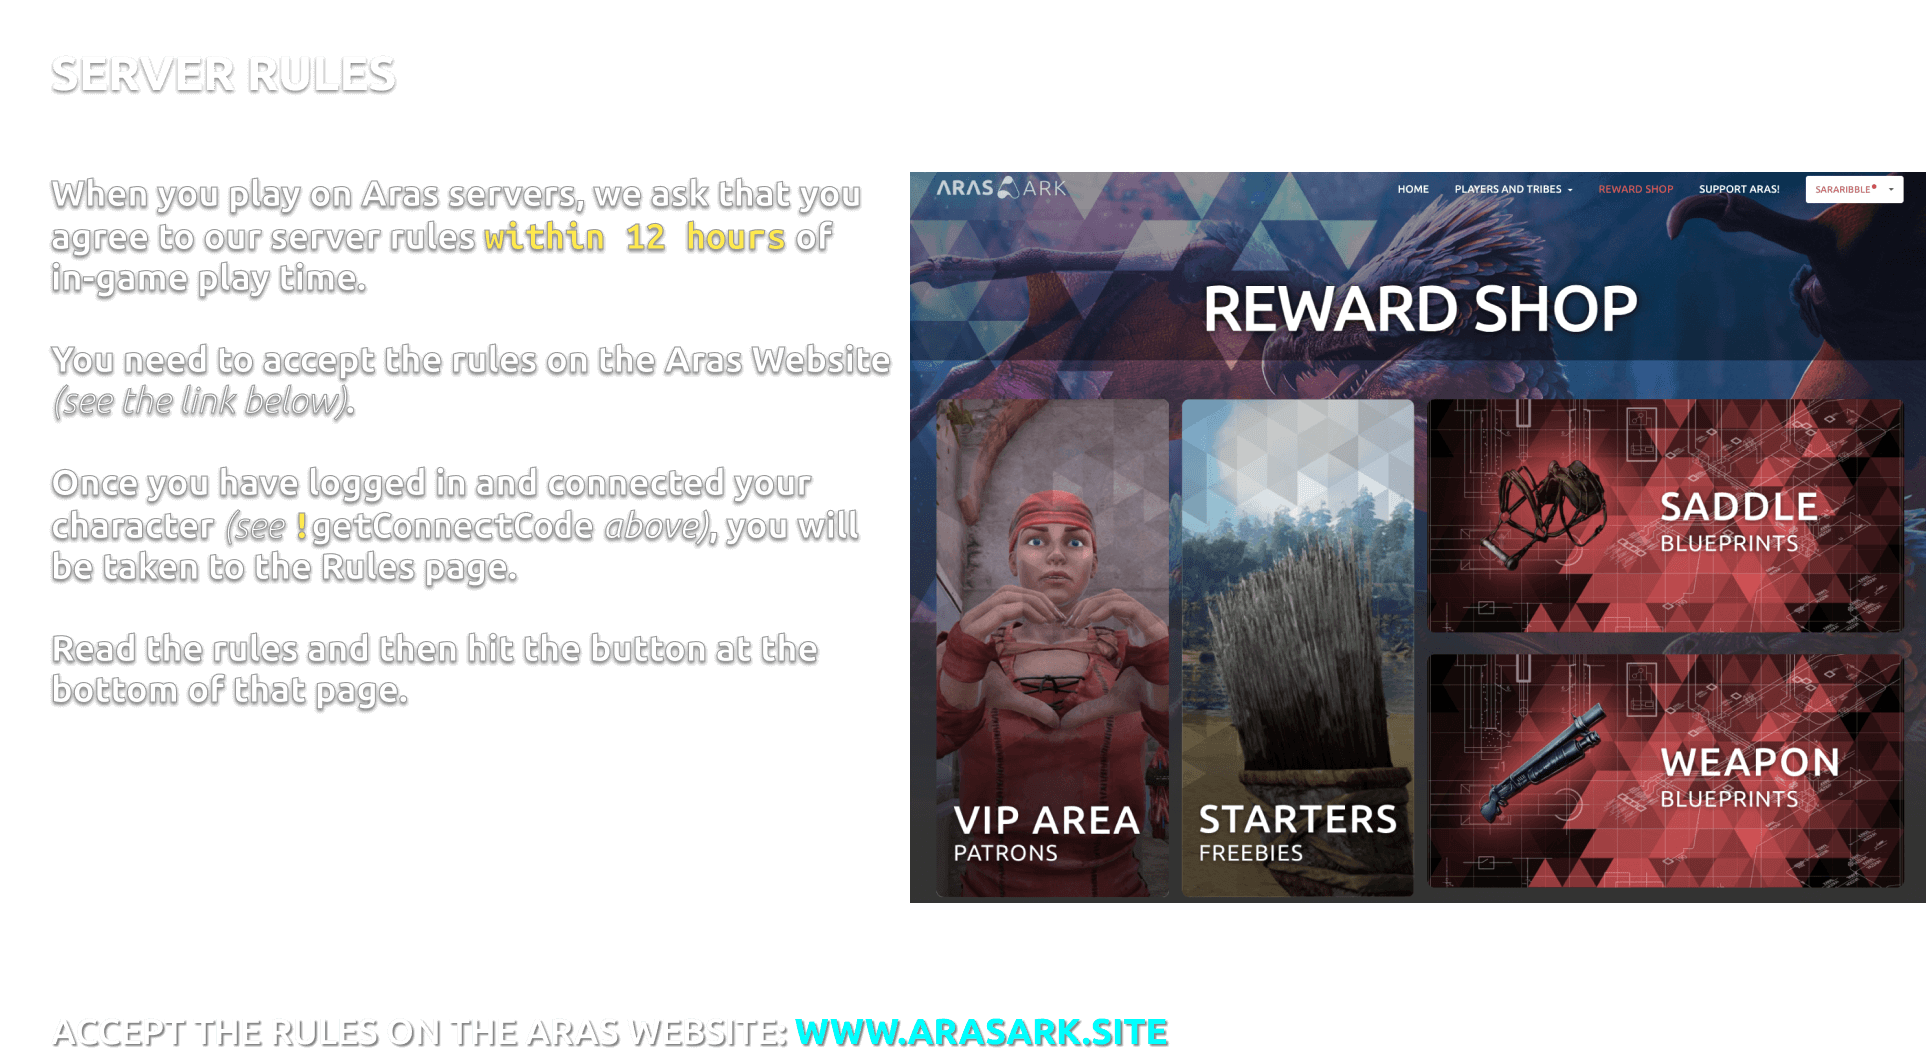 SERVER RULES
When you play on Aras servers, we ask that you
agree to our server rules within 12 hours of
in-game play time.
You need to accept the rules on the Aras Website
(see the link below).
Once you have logged in and connected your
character (see !getConnectCode above), you will
be taken to the Rules page.
Read the rules and then hit the button at the
bottom of that page.
ARAS ARK
HOME PLAYERS AND TRIBES REWARD SHOP SUPPORT ARAS! SARARIBBLE
REWARD SHOP
VIP AREA
PATRONS
STARTERS
FREEBIES
SADDLE
BLUEPRINTS
WEAPON
BLUEPRINTS
ACCEPT THE RULES ON THE ARAS WEBSITE: WWW.ARASARK.SITE